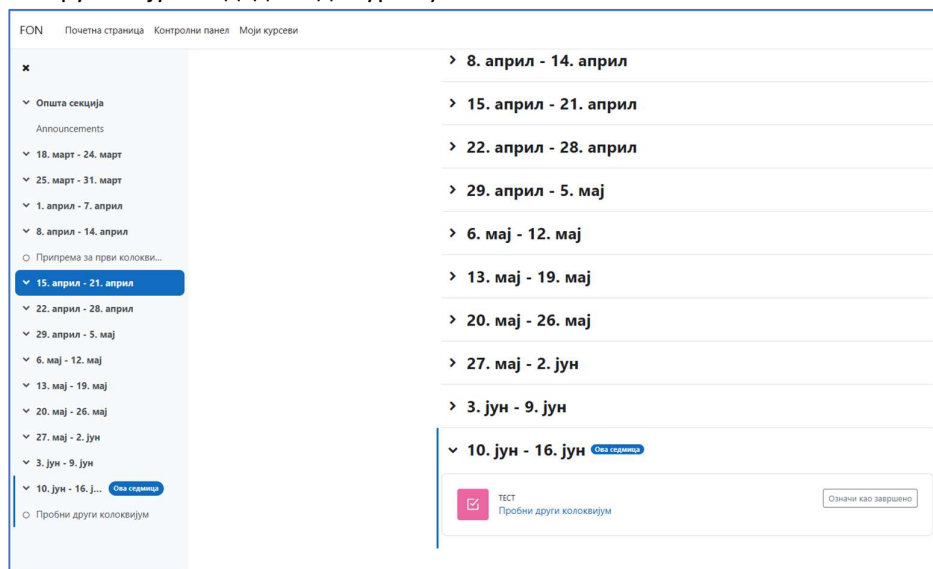 FON Почетна страница Контролни панел Моји курсеви
Општа секција
Announcements
18. март - 24. март
25. март - 31. март
1. април - 7. април
8. април - 14. април
Припрема за први колокви...
15. април - 21. април
22. април - 28. април
29. април - 5. мај
6. мај - 12. мај
13. мај - 19. мај
20. мај - 26. мај
27. мај - 2. јун
3. јун - 9. јун
10. јун - 16. ј... Ова седмица
Пробни други колоквијум
8. април - 14. април
15. април - 21. април
22. април - 28. април
29. април - 5. мај
6. мај - 12. мај
13. мај - 19. мај
20. мај - 26. мај
27. мај - 2. јун
3. јун - 9. јун
10. јун - 16. јун Ова седмица
ТЕСТ
Пробни други колоквијум
Означи као завршено